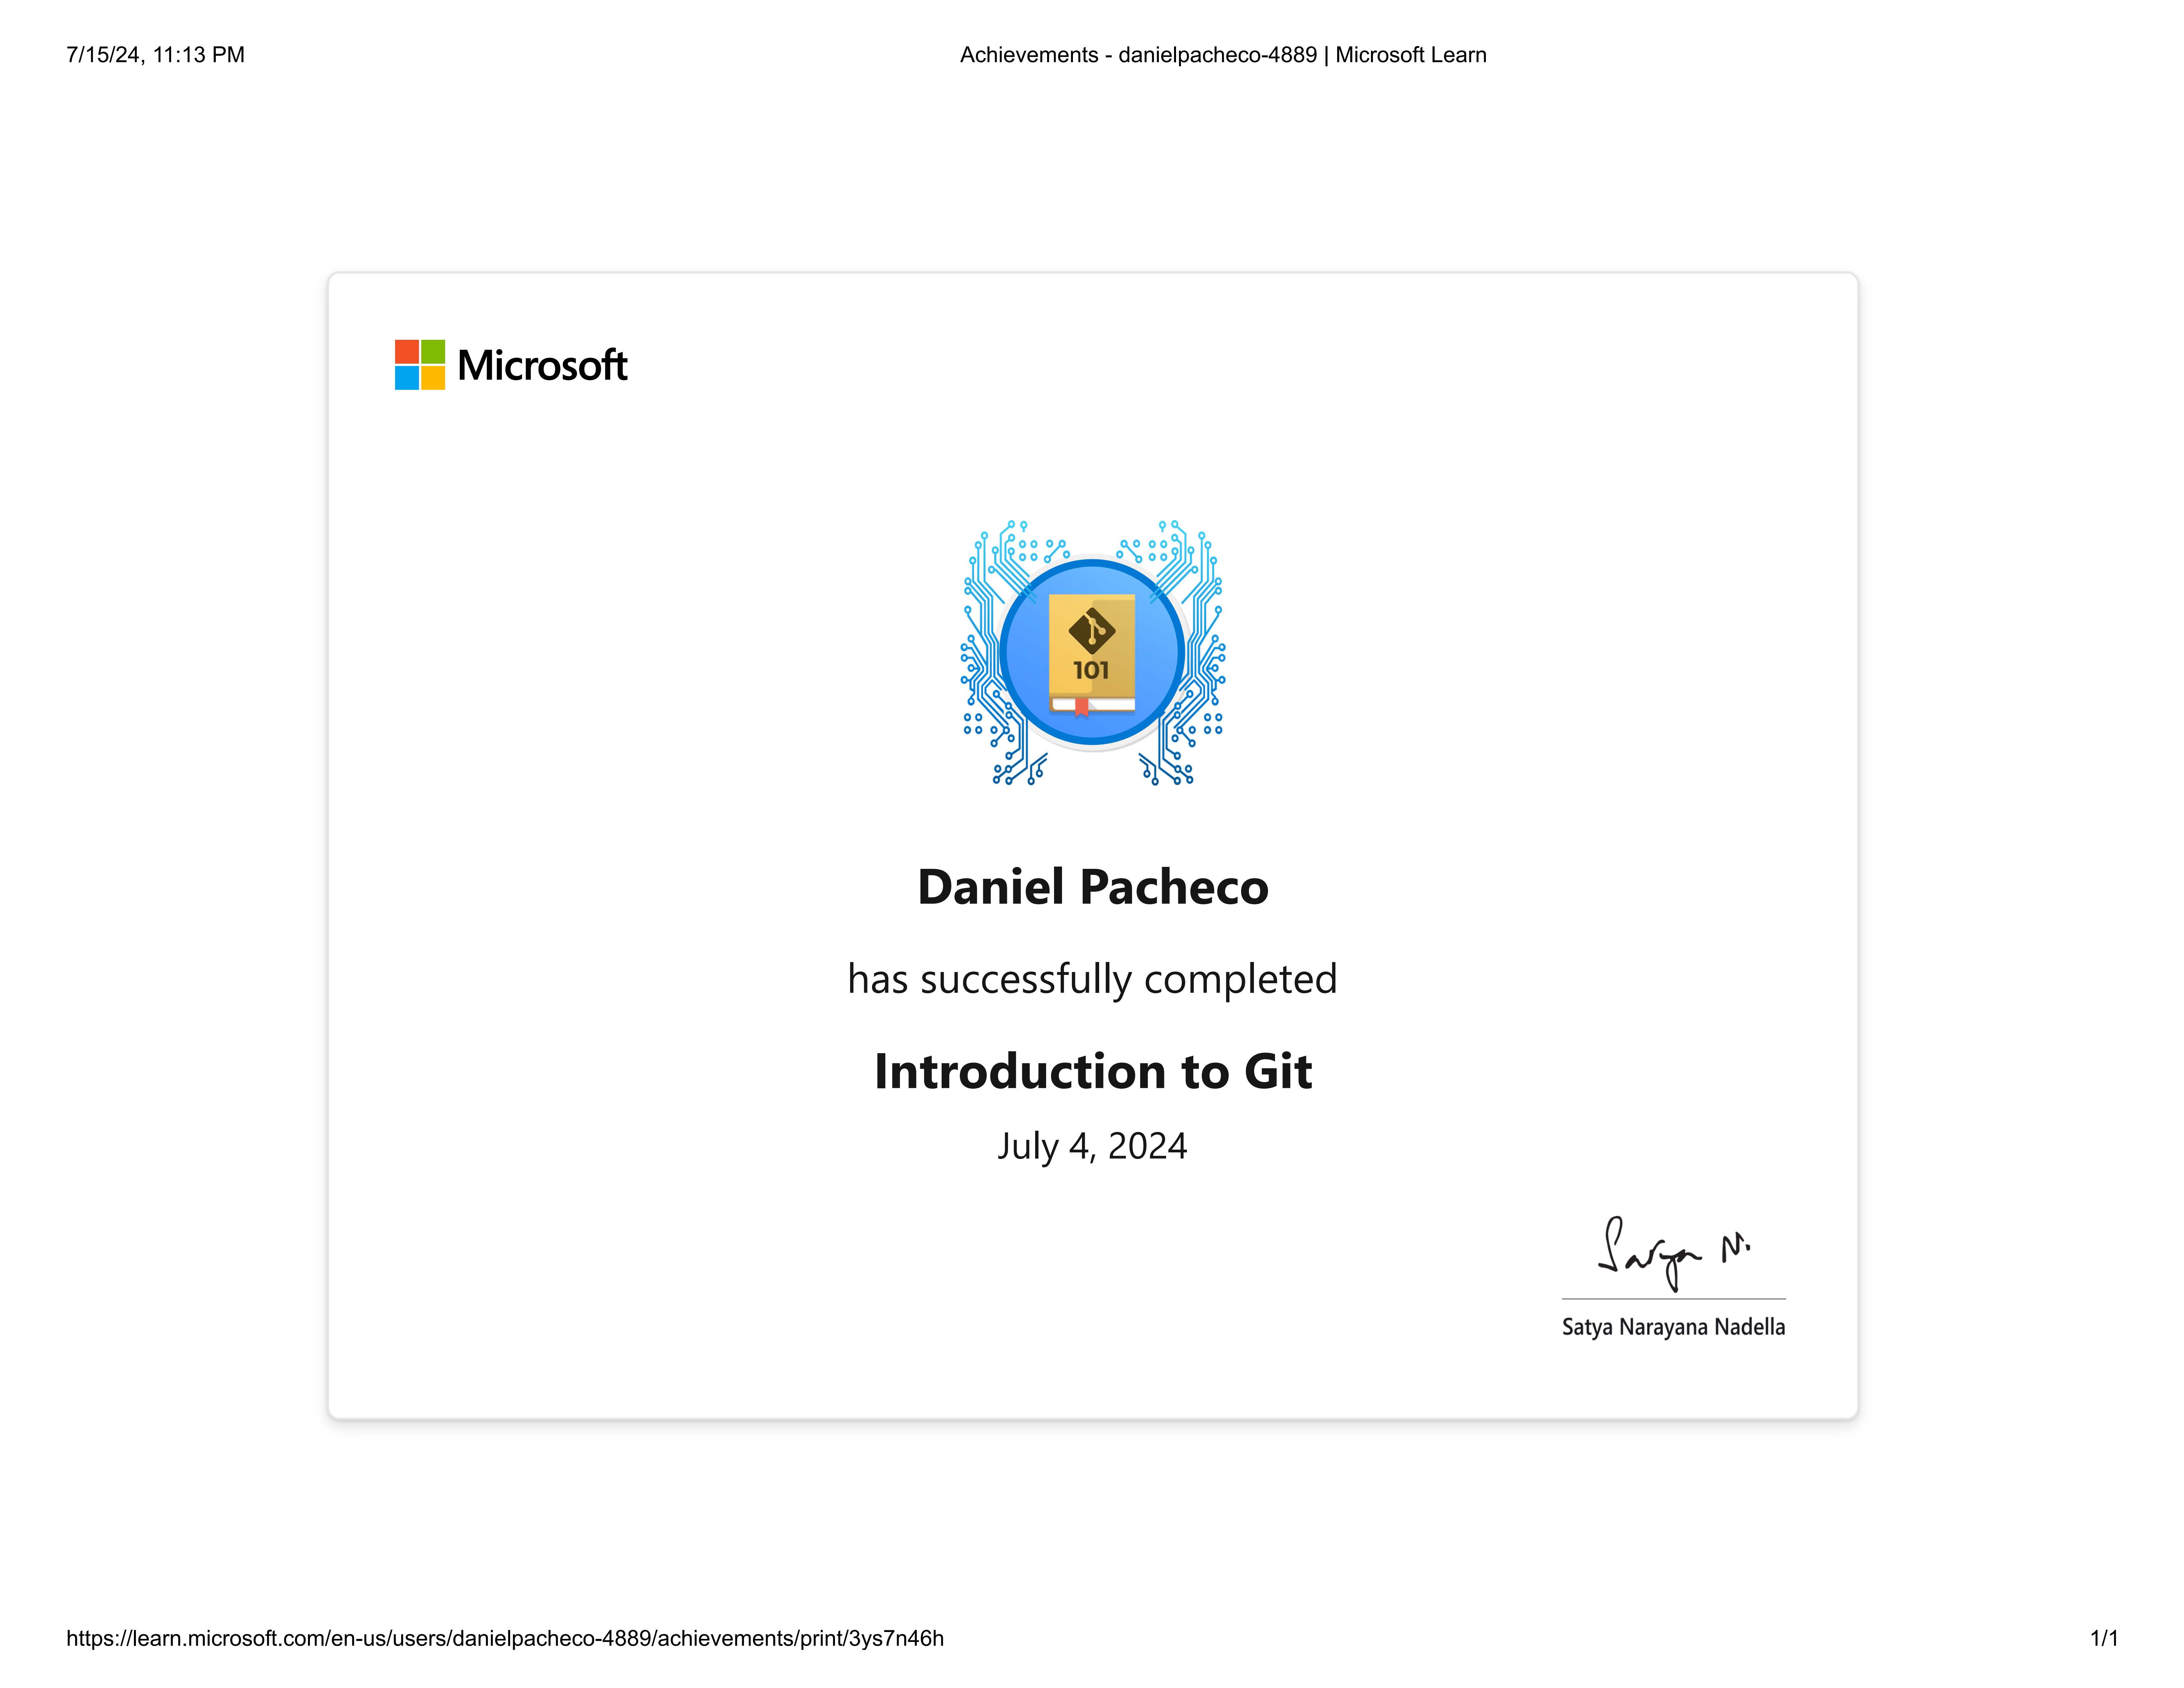 7/15/24, 11:13 PM
Achievements - danielpacheco-4889 | Microsoft Learn
Microsoft
101
Daniel Pacheco
has successfully completed
Introduction to Git
July 4, 2024
Satya N.
Satya Narayana Nadella
https://learn.microsoft.com/en-us/users/danielpacheco-4889/achievements/print/3ys7n46h
1/1